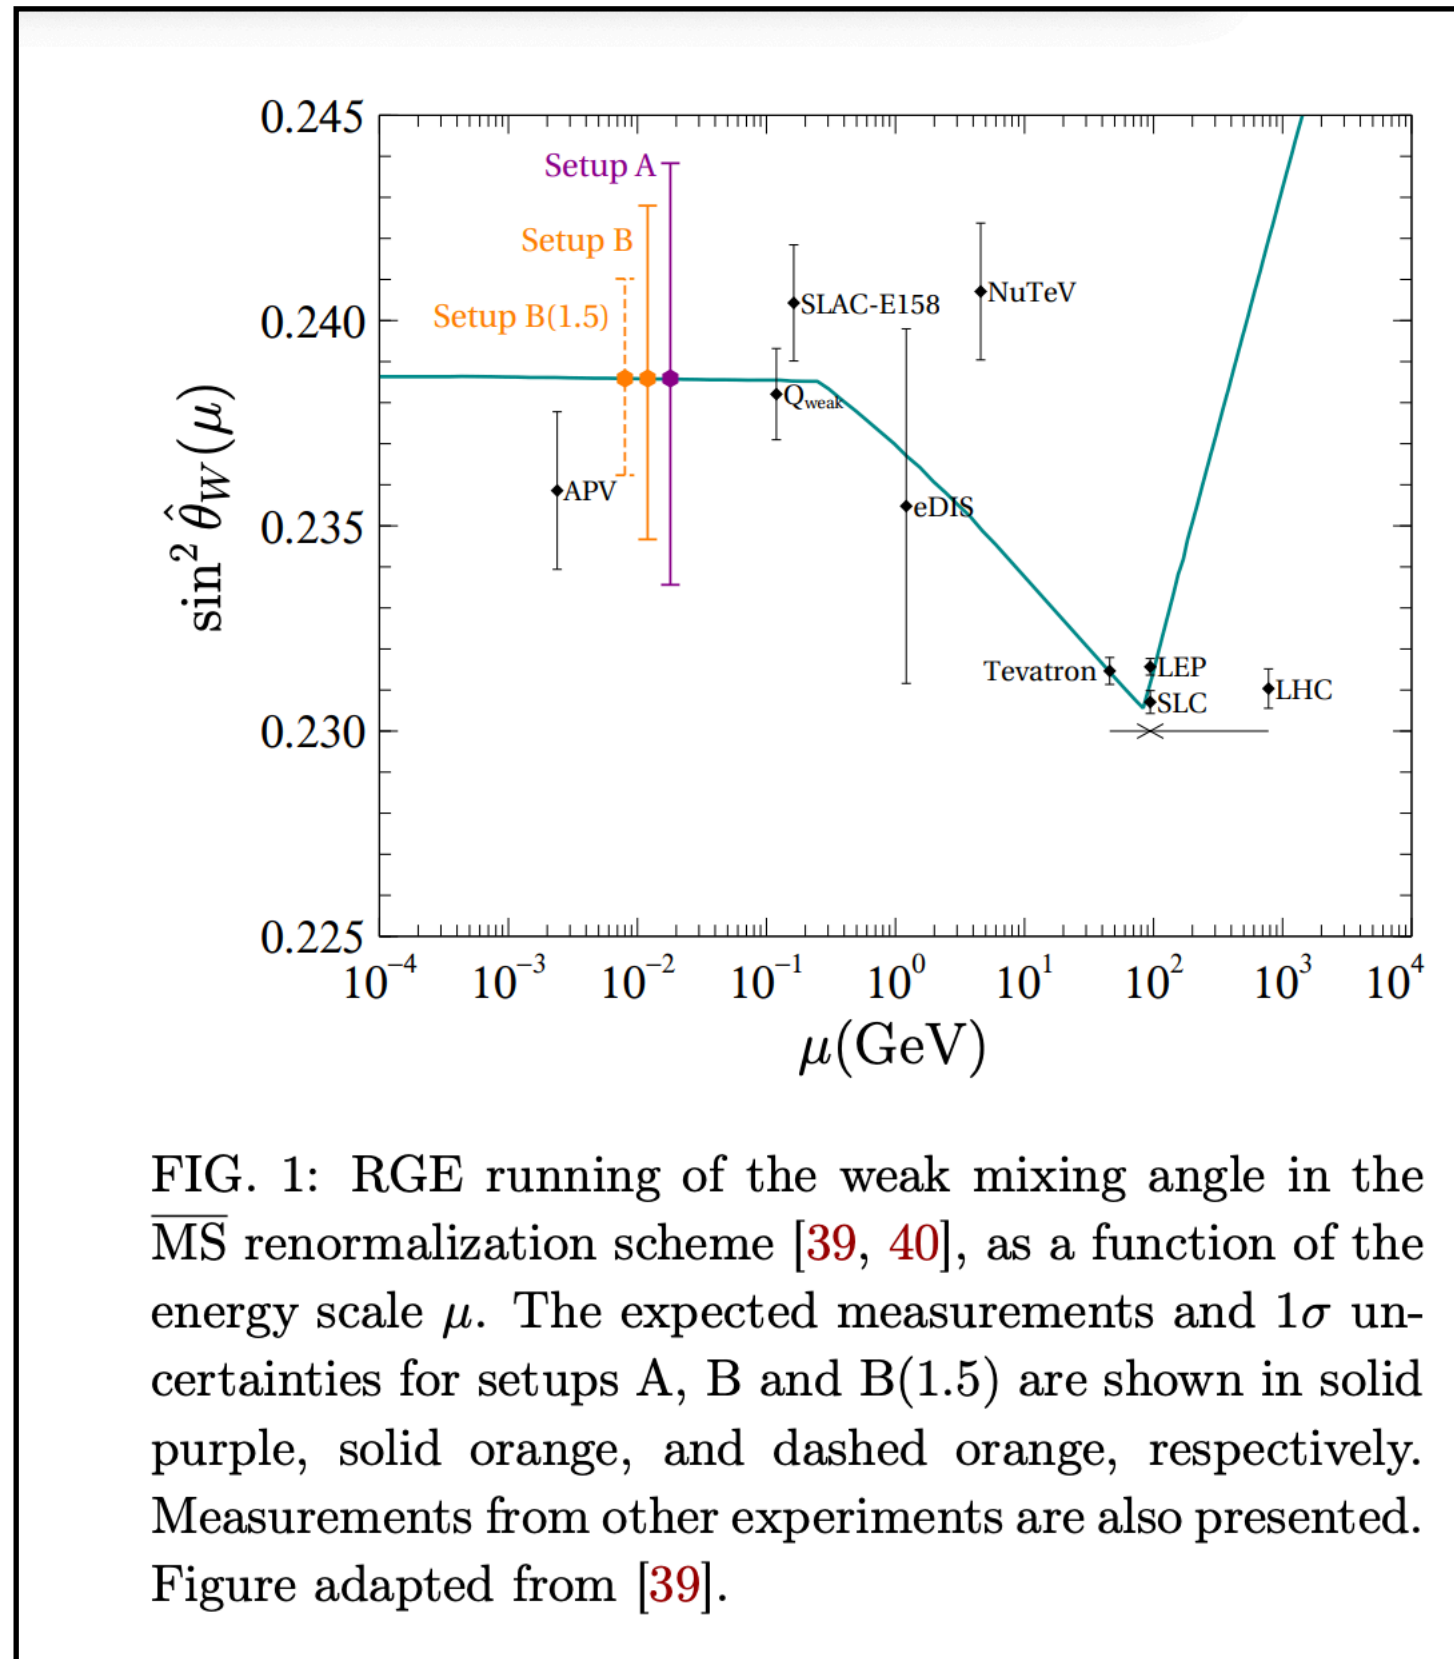 0.245
Setup A
Setup B
SLAC-E158
NuTeV
Setup B(1.5)
0.240
Q_weak
APV
eDIS
0.235
Tevatron
LEP
LHC
SLC
0.230
0.225
sin² θ̂_W(μ)
10⁻⁴ 10⁻³ 10⁻² 10⁻¹ 10⁰ 10¹ 10² 10³ 10⁴
μ(GeV)
FIG. 1: RGE running of the weak mixing angle in the
M̅S̅ renormalization scheme [39, 40], as a function of the
energy scale μ. The expected measurements and 1σ un-
certainties for setups A, B and B(1.5) are shown in solid
purple, solid orange, and dashed orange, respectively.
Measurements from other experiments are also presented.
Figure adapted from [39].